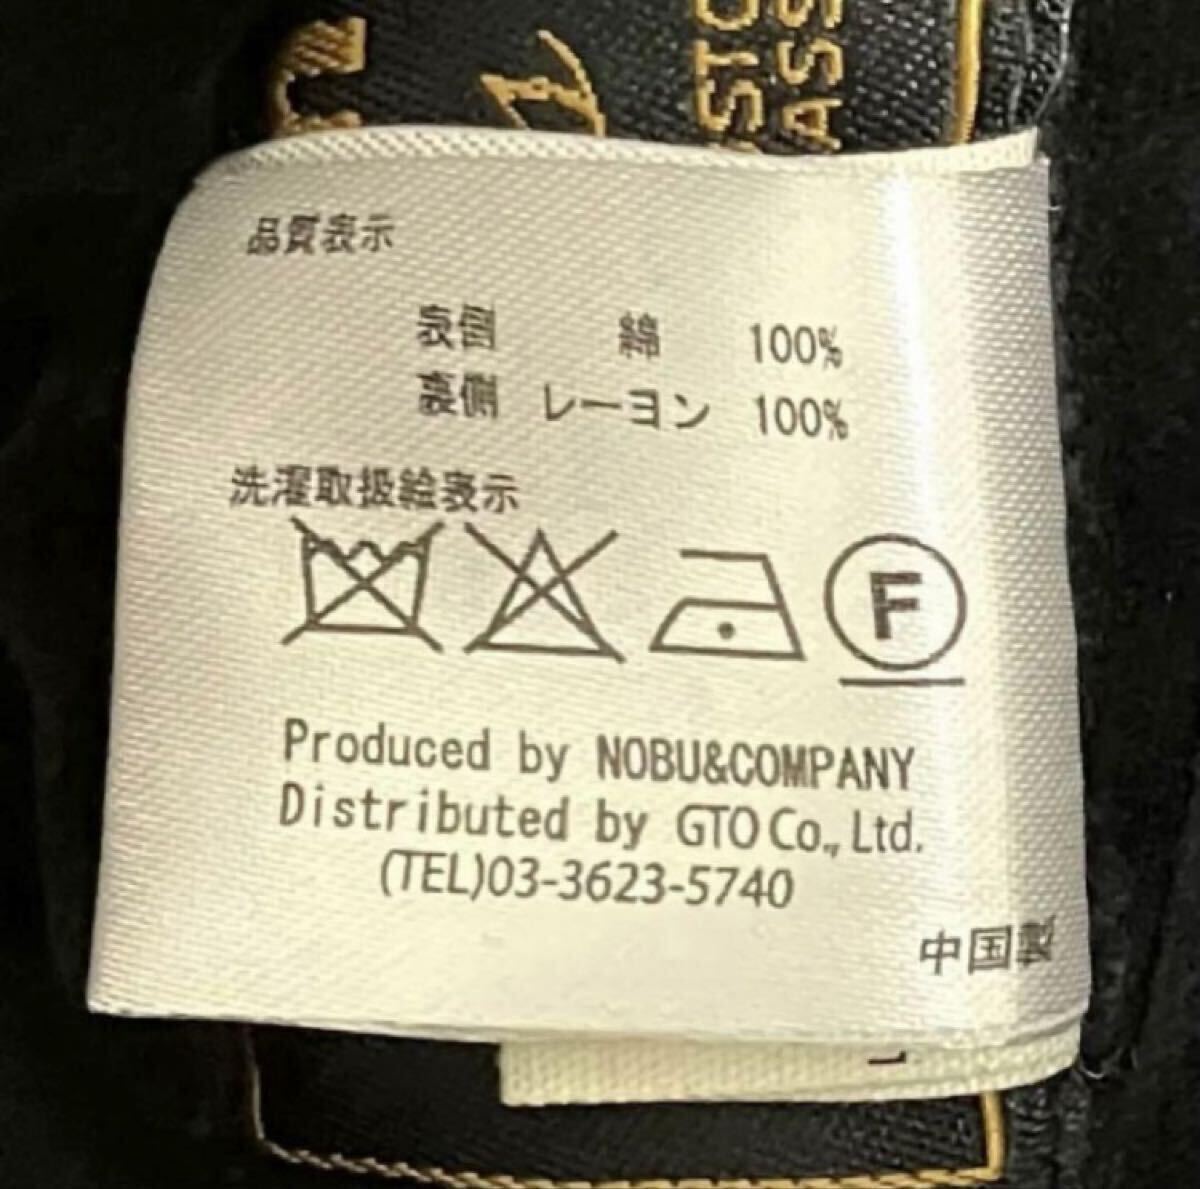 STO
ASS
品質表示
表側 綿 100%
裏側 レーヨン 100%
洗濯取扱絵表示
F
Produced by NOBU&COMPANY
Distributed by GTO Co., Ltd.
(TEL)03-3623-5740
中国製